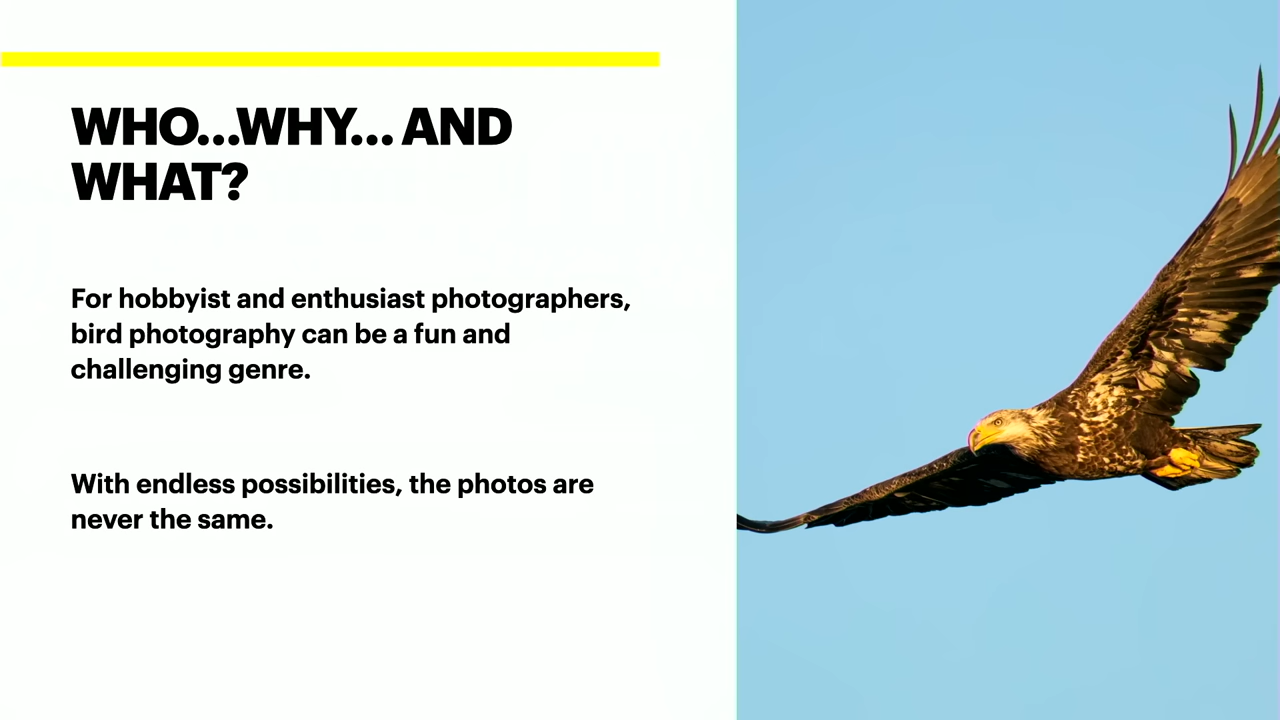 WHO...WHY... AND
WHAT?
For hobbyist and enthusiast photographers,
bird photography can be a fun and
challenging genre.
With endless possibilities, the photos are
never the same.